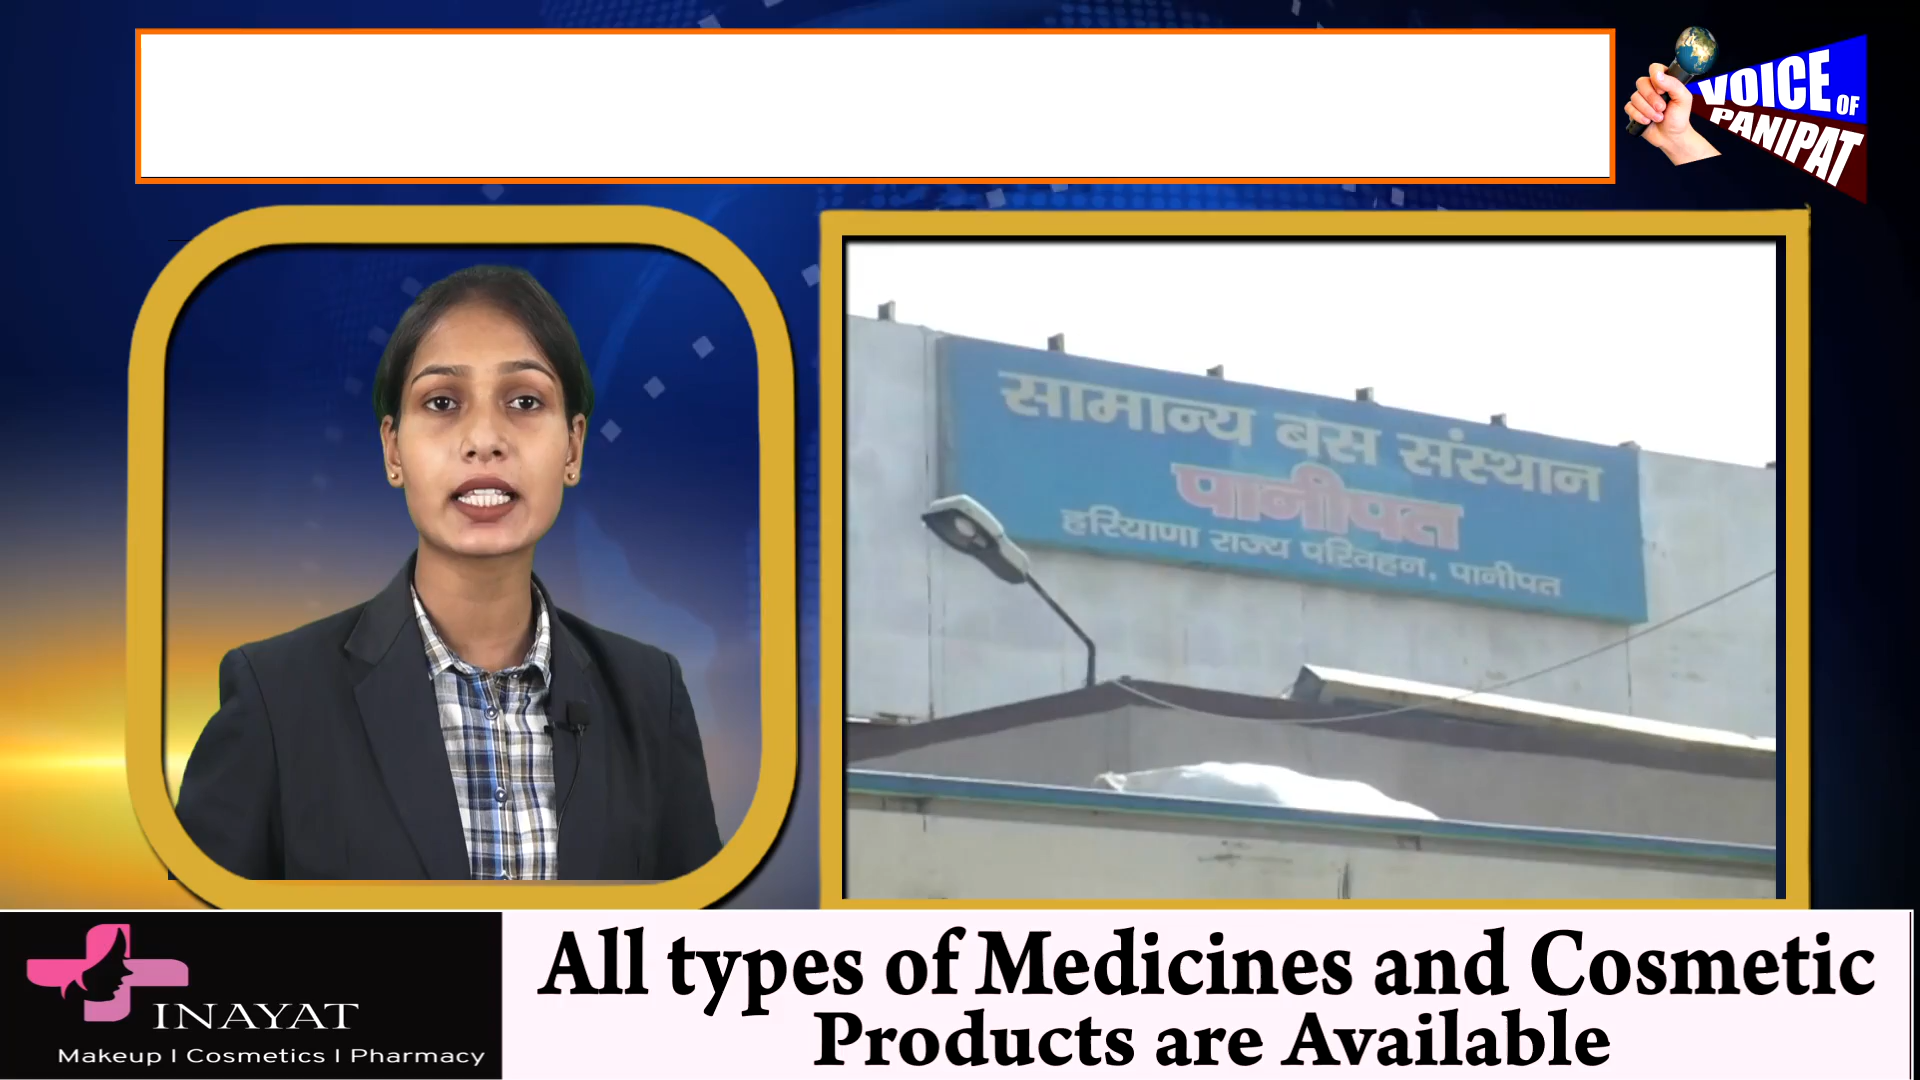 VOICE OF
PANIPAT
सामान्य बस संस्थान
पानीपत
हरियाणा राज्य परिवहन, पानीपत
INAYAT
Makeup | Cosmetics | Pharmacy
All types of Medicines and Cosmetic
Products are Available